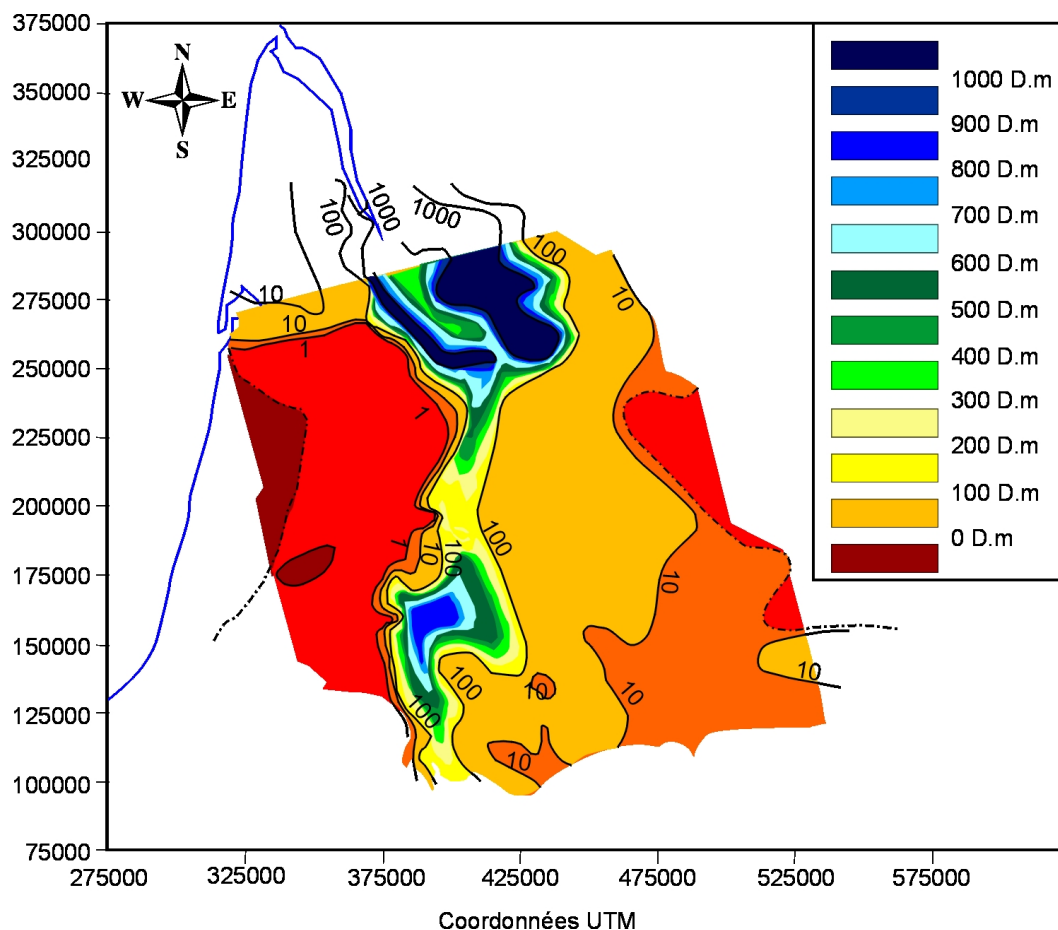 375000
350000
325000
300000
275000
250000
225000
200000
175000
150000
125000
100000
75000
275000
325000
375000
425000
475000
525000
575000
Coordonnées UTM
N
W E
S
1000 D.m
900 D.m
800 D.m
700 D.m
600 D.m
500 D.m
400 D.m
300 D.m
200 D.m
100 D.m
0 D.m
100
1000
1000
100
10
10
10
1
1
1
10
100
100
10
10
10
100
100
10
10
10